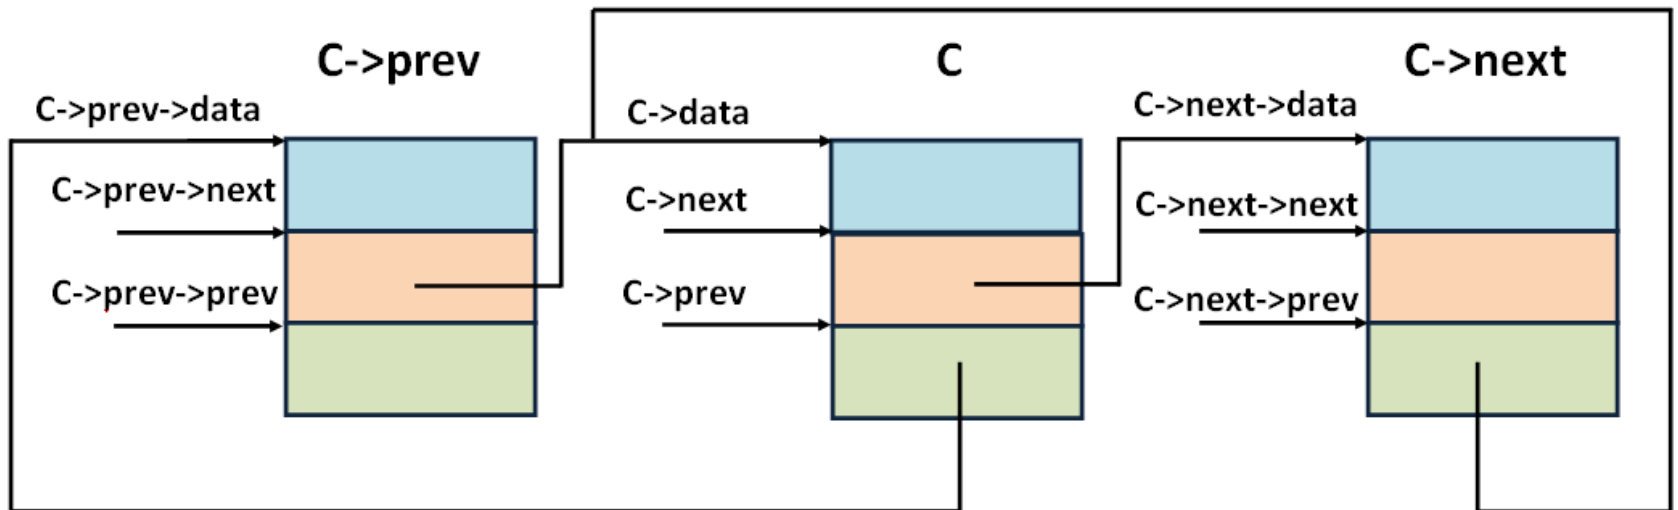 C->prev
C
C->next
C->prev->data
C->data
C->next->data
C->prev->next
C->next
C->next->next
C->prev->prev
C->prev
C->next->prev